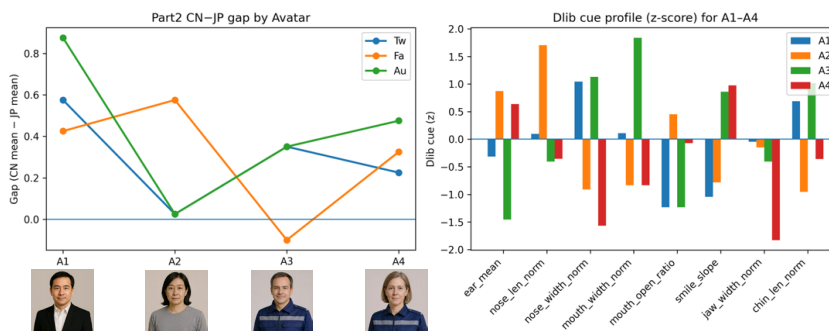 Part2 CN−JP gap by Avatar
Gap (CN mean − JP mean)
0.8
0.6
0.4
0.2
0.0
Tw
Fa
Au
A1
A2
A3
A4
Dlib cue profile (z-score) for A1–A4
Dlib cue (z)
2.0
1.5
1.0
0.5
0.0
−0.5
−1.0
−1.5
−2.0
A1
A2
A3
A4
ear_mean
nose_len_norm
nose_width_norm
mouth_width_norm
mouth_open_ratio
smile_slope
jaw_width_norm
chin_len_norm